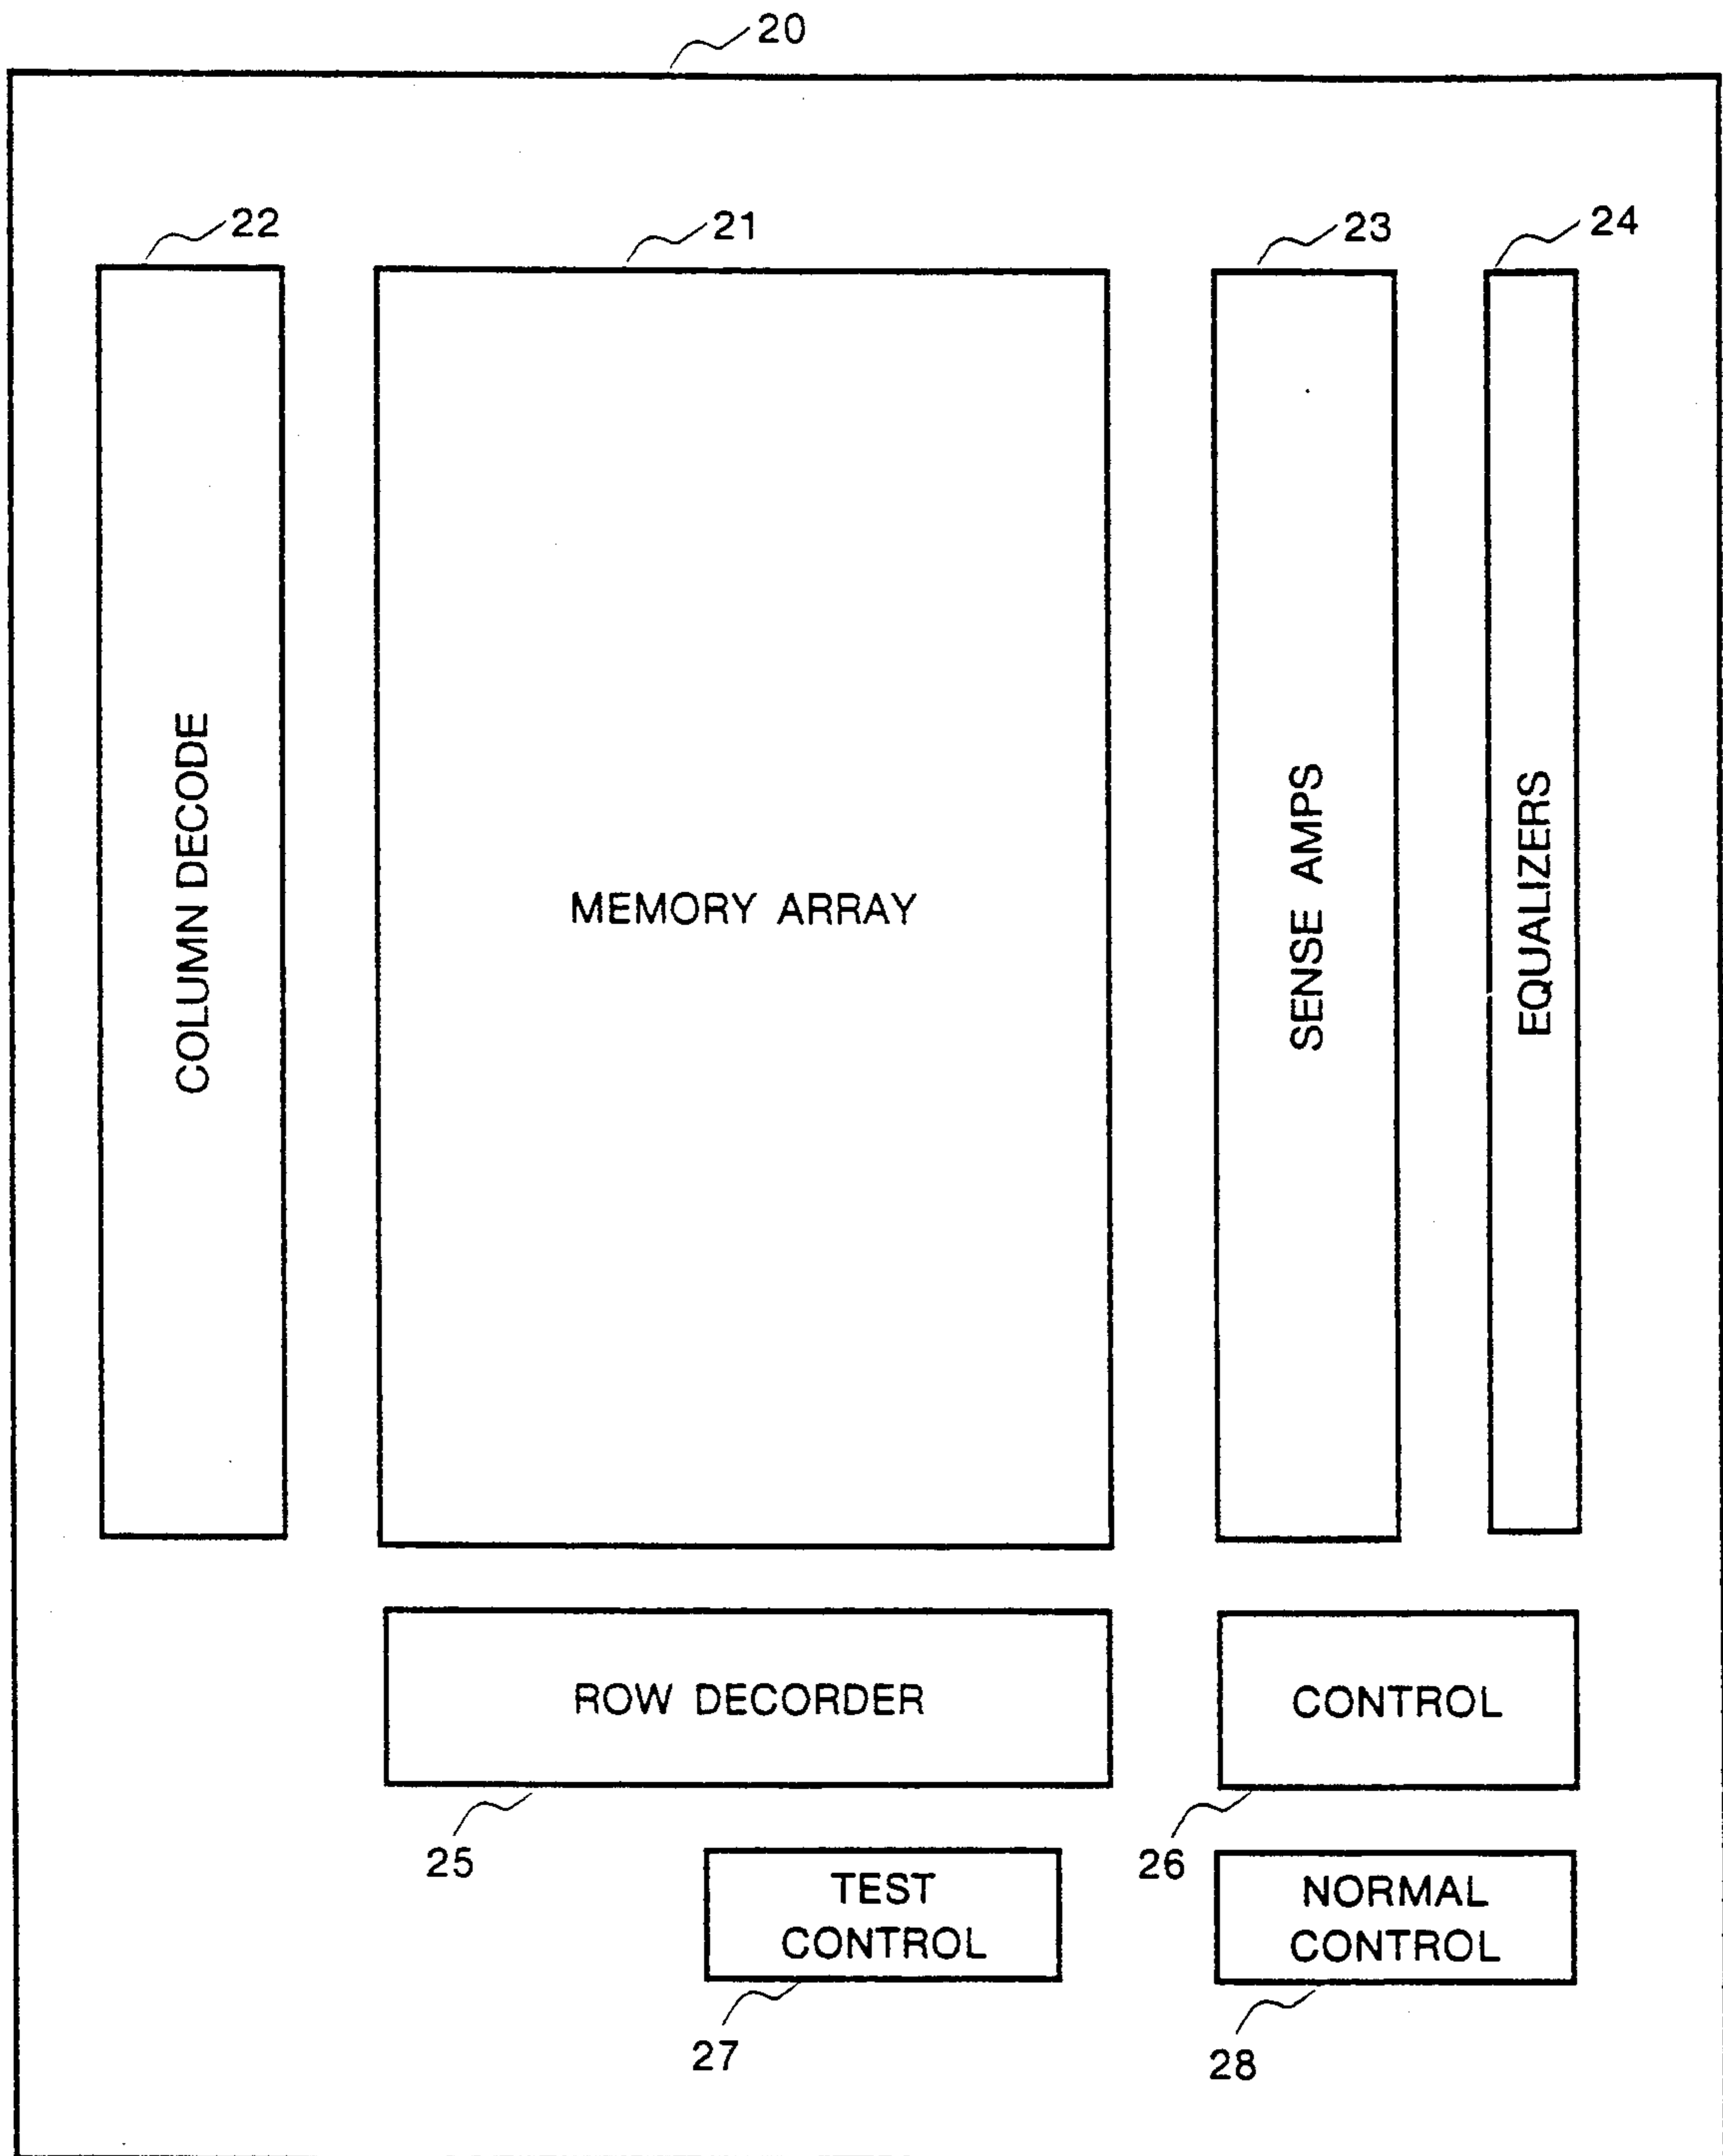 20
22
21
23
24
COLUMN DECODE
MEMORY ARRAY
SENSE AMPS
EQUALIZERS
ROW DECORDER
CONTROL
25
26
TEST
CONTROL
NORMAL
CONTROL
27
28